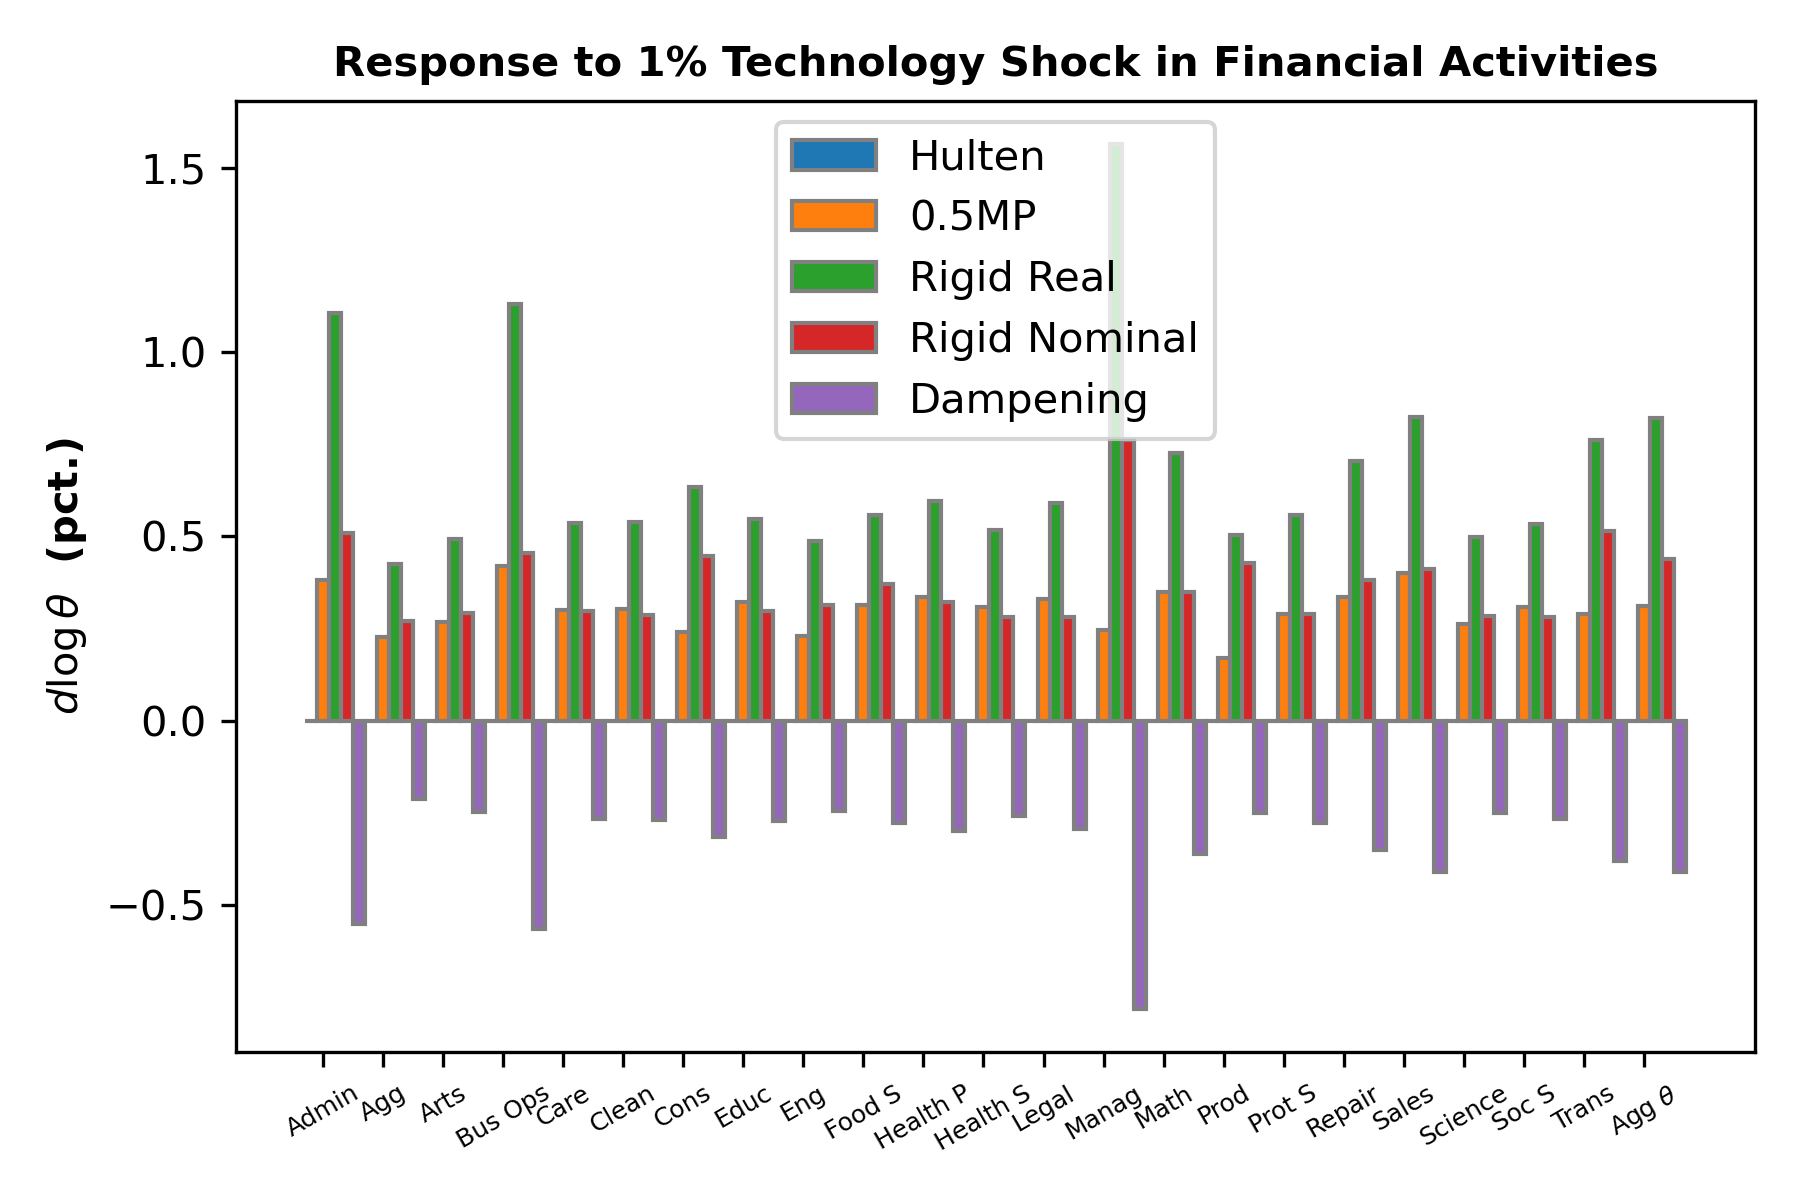 Response to 1% Technology Shock in Financial Activities
Hulten
0.5MP
Rigid Real
Rigid Nominal
Dampening
d log θ (pct.)
1.5
1.0
0.5
0.0
−0.5
Admin
Agg
Arts
Bus Ops
Care
Clean
Cons
Educ
Eng
Food S
Health P
Health S
Legal
Manag
Math
Prod
Prot S
Repair
Sales
Science
Soc S
Trans
Agg θ